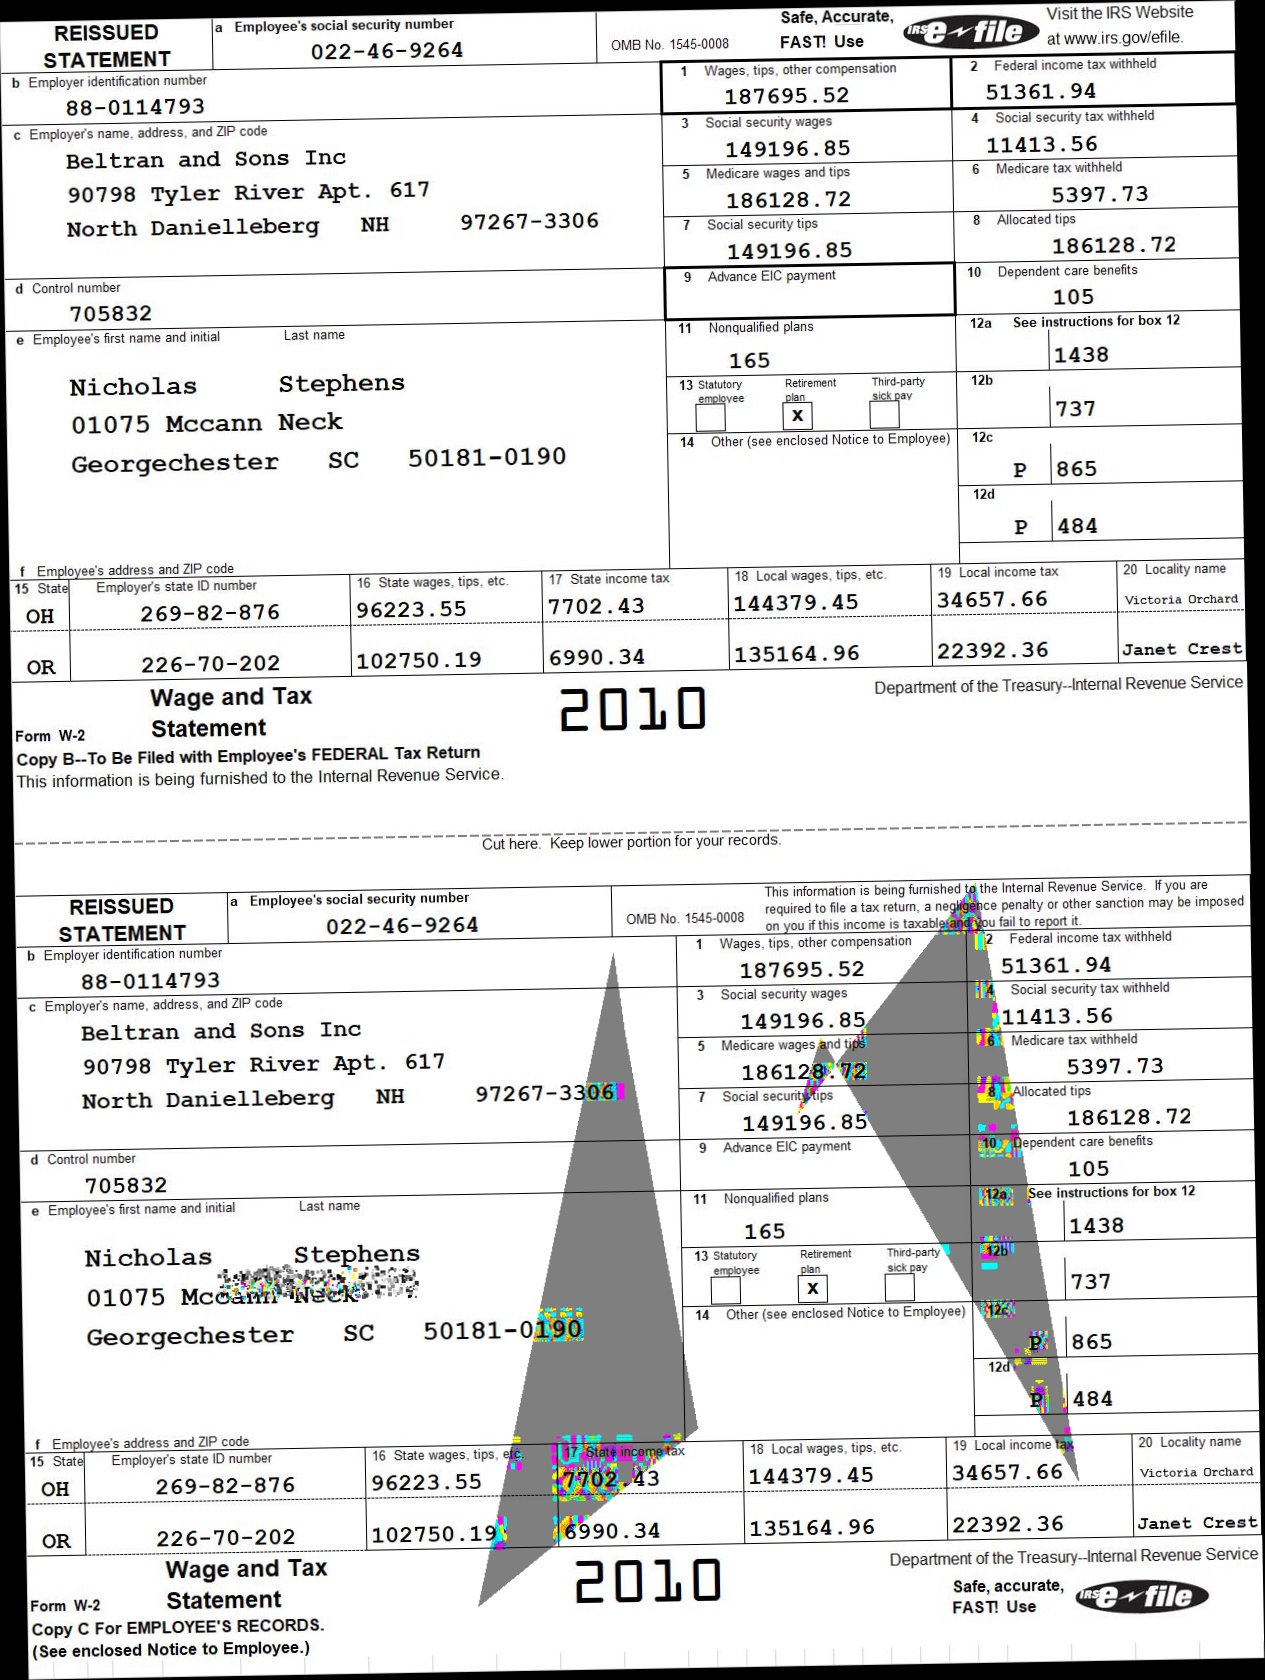 REISSUED STATEMENT
a Employee's social security number
022-46-9264
OMB No. 1545-0008
Safe, Accurate, FAST! Use
IRS e-file
Visit the IRS Website at www.irs.gov/efile.
b Employer identification number
88-0114793
1 Wages, tips, other compensation
187695.52
2 Federal income tax withheld
51361.94
c Employer's name, address, and ZIP code
Beltran and Sons Inc
90798 Tyler River Apt. 617
North Danielleberg NH 97267-3306
3 Social security wages
149196.85
4 Social security tax withheld
11413.56
5 Medicare wages and tips
186128.72
6 Medicare tax withheld
5397.73
7 Social security tips
149196.85
8 Allocated tips
186128.72
d Control number
705832
9 Advance EIC payment
10 Dependent care benefits
105
e Employee's first name and initial Last name
Nicholas Stephens
01075 Mccann Neck
Georgechester SC 50181-0190
11 Nonqualified plans
165
12a See instructions for box 12
1438
13 Statutory employee Retirement plan Third-party sick pay
x
12b
737
14 Other (see enclosed Notice to Employee)
12c
P 865
12d
P 484
f Employee's address and ZIP code
15 State Employer's state ID number 16 State wages, tips, etc. 17 State income tax 18 Local wages, tips, etc. 19 Local income tax 20 Locality name
OH 269-82-876 96223.55 7702.43 144379.45 34657.66 Victoria Orchard
OR 226-70-202 102750.19 6990.34 135164.96 22392.36 Janet Crest
Form W-2 Wage and Tax Statement 2010 Department of the Treasury--Internal Revenue Service
Copy B--To Be Filed with Employee's FEDERAL Tax Return
This information is being furnished to the Internal Revenue Service.
Cut here. Keep lower portion for your records.
REISSUED STATEMENT
a Employee's social security number
022-46-9264
OMB No. 1545-0008
This information is being furnished to the Internal Revenue Service. If you are
required to file a tax return, a negligence penalty or other sanction may be imposed
on you if this income is taxable and you fail to report it.
b Employer identification number
88-0114793
1 Wages, tips, other compensation
187695.52
2 Federal income tax withheld
51361.94
c Employer's name, address, and ZIP code
Beltran and Sons Inc
90798 Tyler River Apt. 617
North Danielleberg NH 97267-3306
3 Social security wages
149196.85
4 Social security tax withheld
11413.56
5 Medicare wages and tips
186128.72
6 Medicare tax withheld
5397.73
7 Social security tips
149196.85
8 Allocated tips
186128.72
d Control number
705832
9 Advance EIC payment
10 Dependent care benefits
105
e Employee's first name and initial Last name
Nicholas Stephens
01075 Mccann Neck
Georgechester SC 50181-0190
11 Nonqualified plans
165
12a See instructions for box 12
1438
13 Statutory employee Retirement plan Third-party sick pay
x
12b
737
14 Other (see enclosed Notice to Employee)
12c
P 865
12d
P 484
f Employee's address and ZIP code
15 State Employer's state ID number 16 State wages, tips, etc. 17 State income tax 18 Local wages, tips, etc. 19 Local income tax 20 Locality name
OH 269-82-876 96223.55 7702.43 144379.45 34657.66 Victoria Orchard
OR 226-70-202 102750.19 6990.34 135164.96 22392.36 Janet Crest
Form W-2 Wage and Tax Statement 2010 Department of the Treasury--Internal Revenue Service
Safe, accurate, FAST! Use
IRS e-file
Copy C For EMPLOYEE'S RECORDS.
(See enclosed Notice to Employee.)